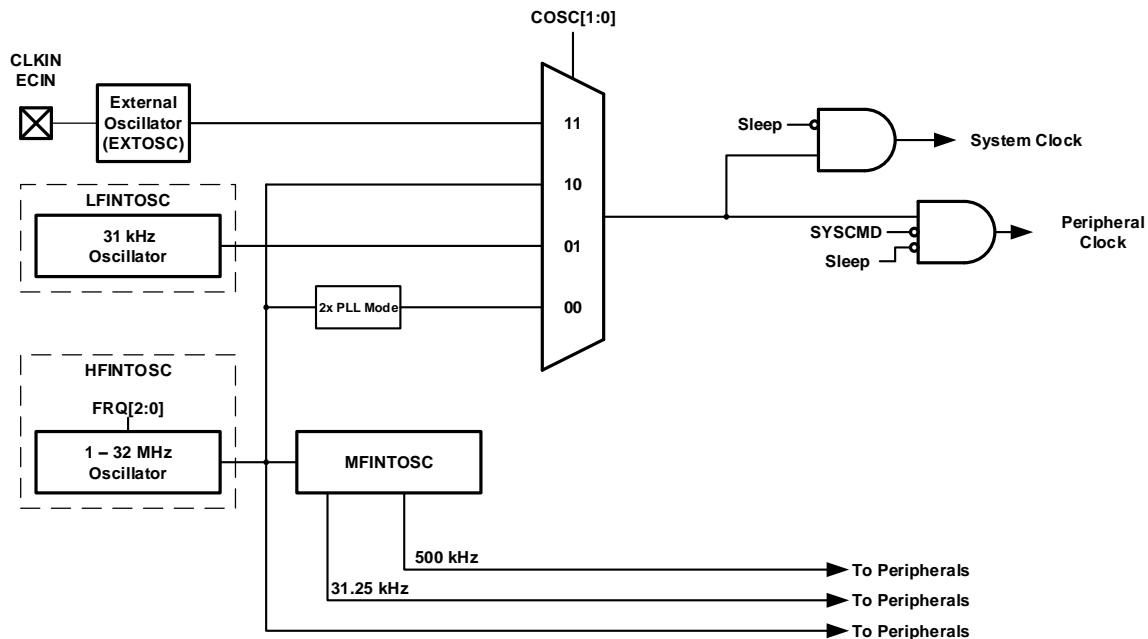 COSC[1:0]
CLKIN
ECIN
External
Oscillator
(EXTOSC)
11
Sleep
System Clock
10
LFINTOSC
31 kHz
Oscillator
01
SYSCMD
Sleep
Peripheral
Clock
2x PLL Mode
00
HFINTOSC
FRQ[2:0]
1 – 32 MHz
Oscillator
MFINTOSC
500 kHz
To Peripherals
31.25 kHz
To Peripherals
To Peripherals